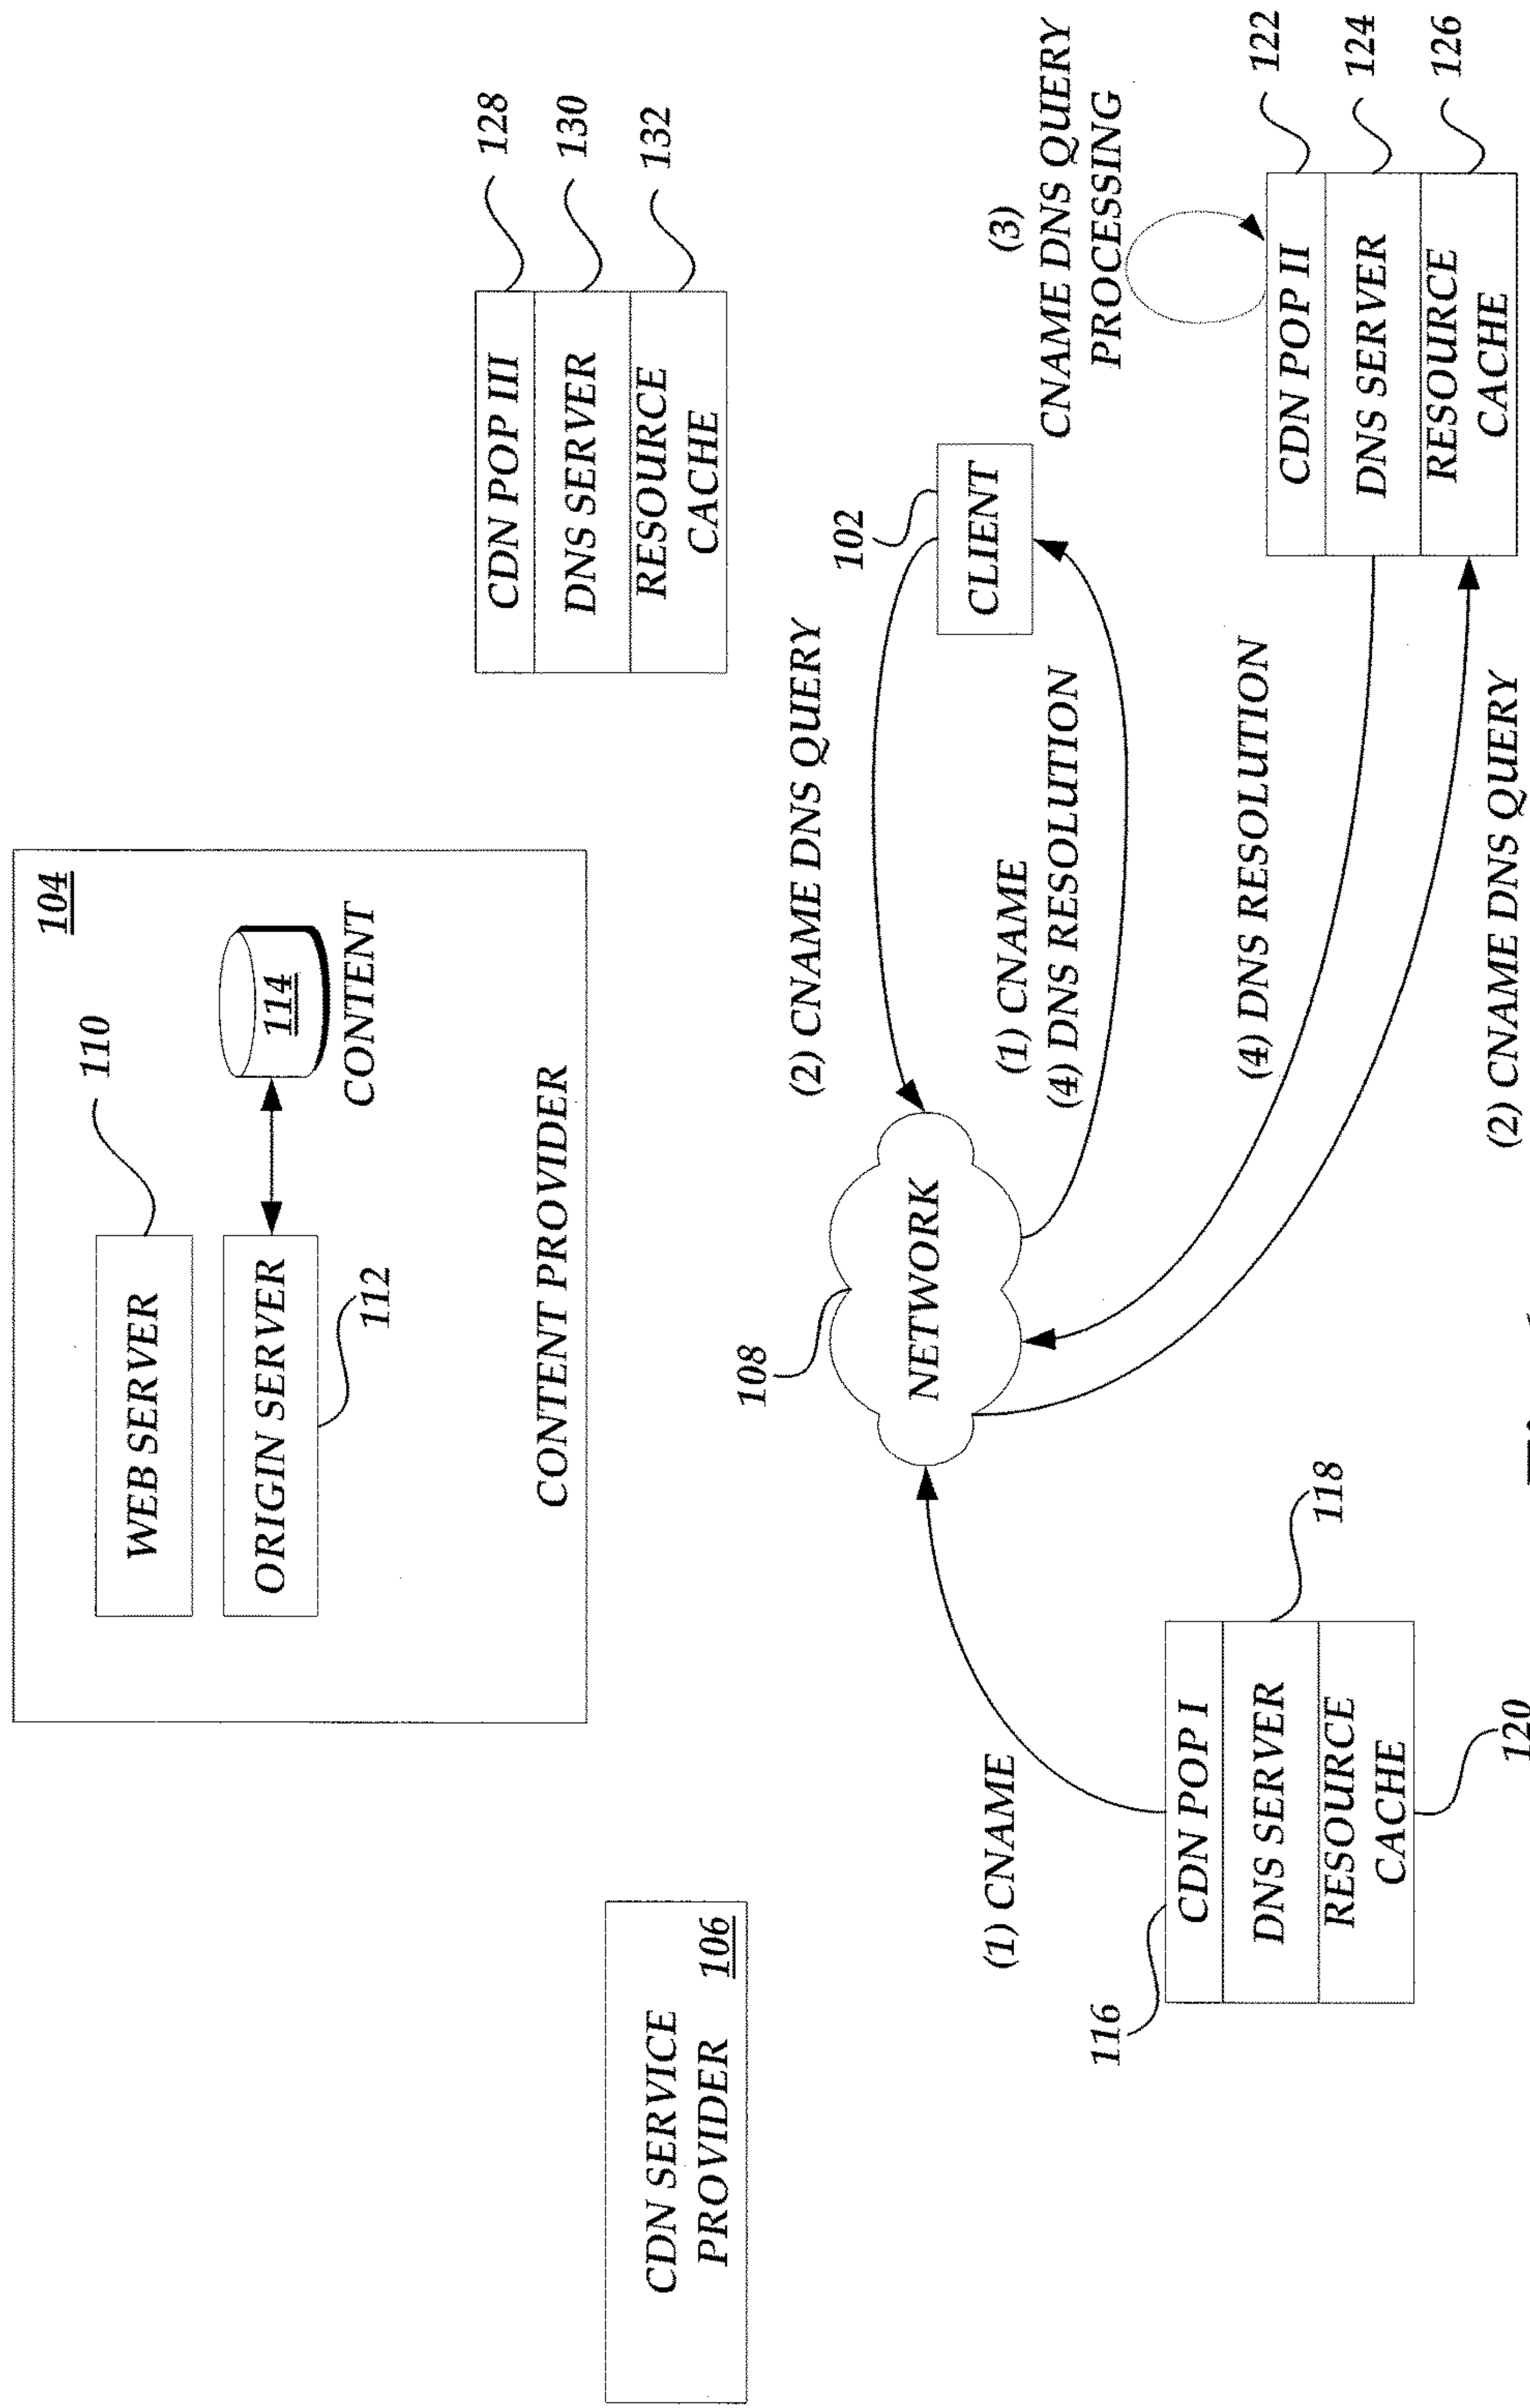 CDN SERVICE
PROVIDER
106
104
WEB SERVER
110
ORIGIN SERVER
112
114
CONTENT
CONTENT PROVIDER
CDN POP III
DNS SERVER
RESOURCE
CACHE
128
130
132
(2) CNAME DNS QUERY
108
NETWORK
102
CLIENT
(1) CNAME
(4) DNS RESOLUTION
(1) CNAME
116
CDN POP I
DNS SERVER
RESOURCE
CACHE
118
120
(4) DNS RESOLUTION
(2) CNAME DNS QUERY
(3)
CNAME DNS QUERY
PROCESSING
CDN POP II
DNS SERVER
RESOURCE
CACHE
122
124
126